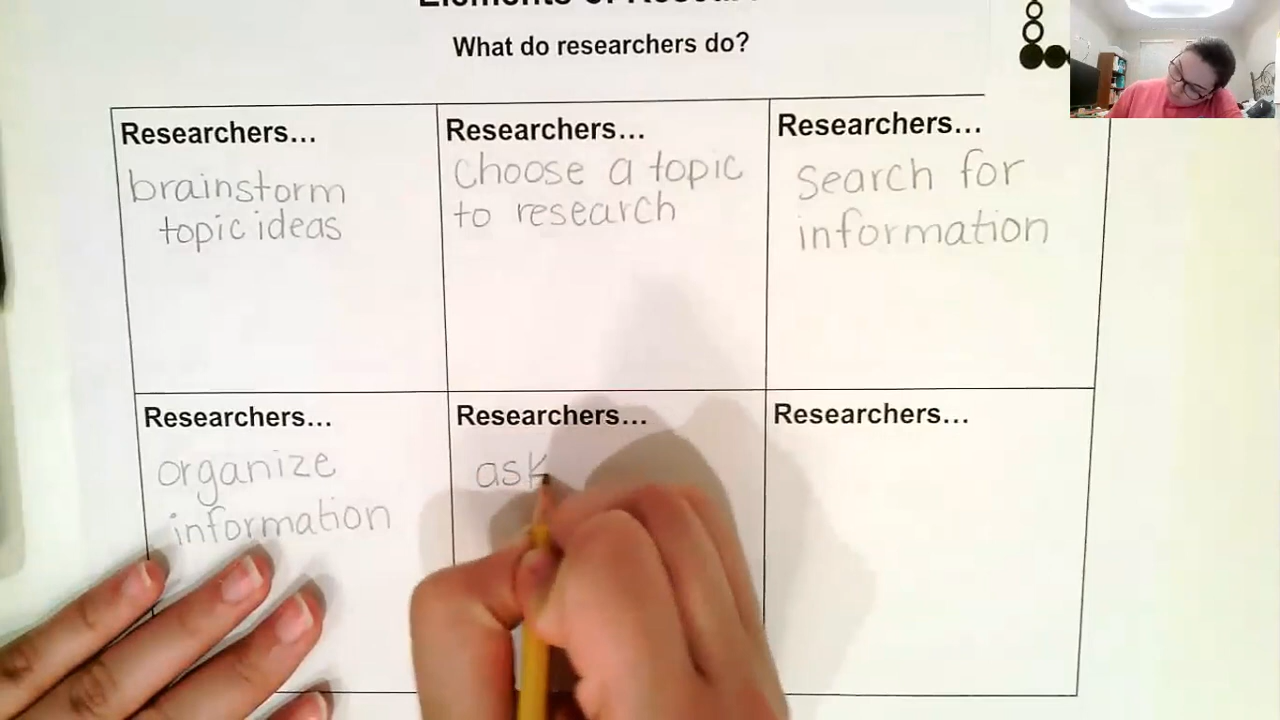 What do researchers do?
Researchers...
brainstorm
topic ideas
Researchers...
Choose a topic
to research
Researchers...
Search for
information
Researchers...
organize
information
Researchers...
ask
Researchers...